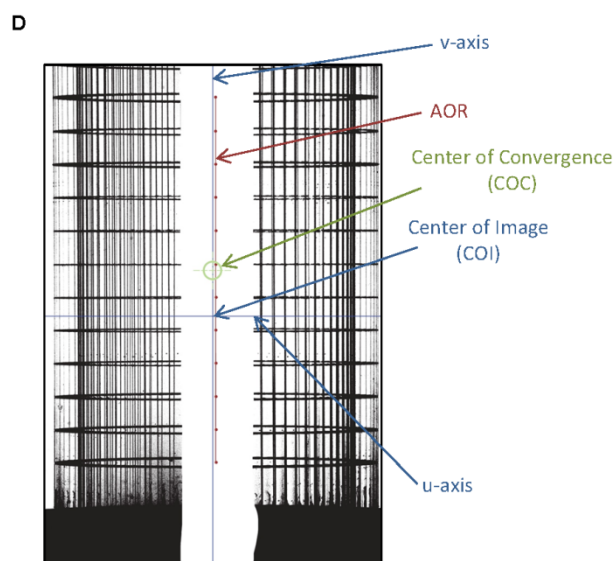 D
v-axis
AOR
Center of Convergence
(COC)
Center of Image
(COI)
u-axis